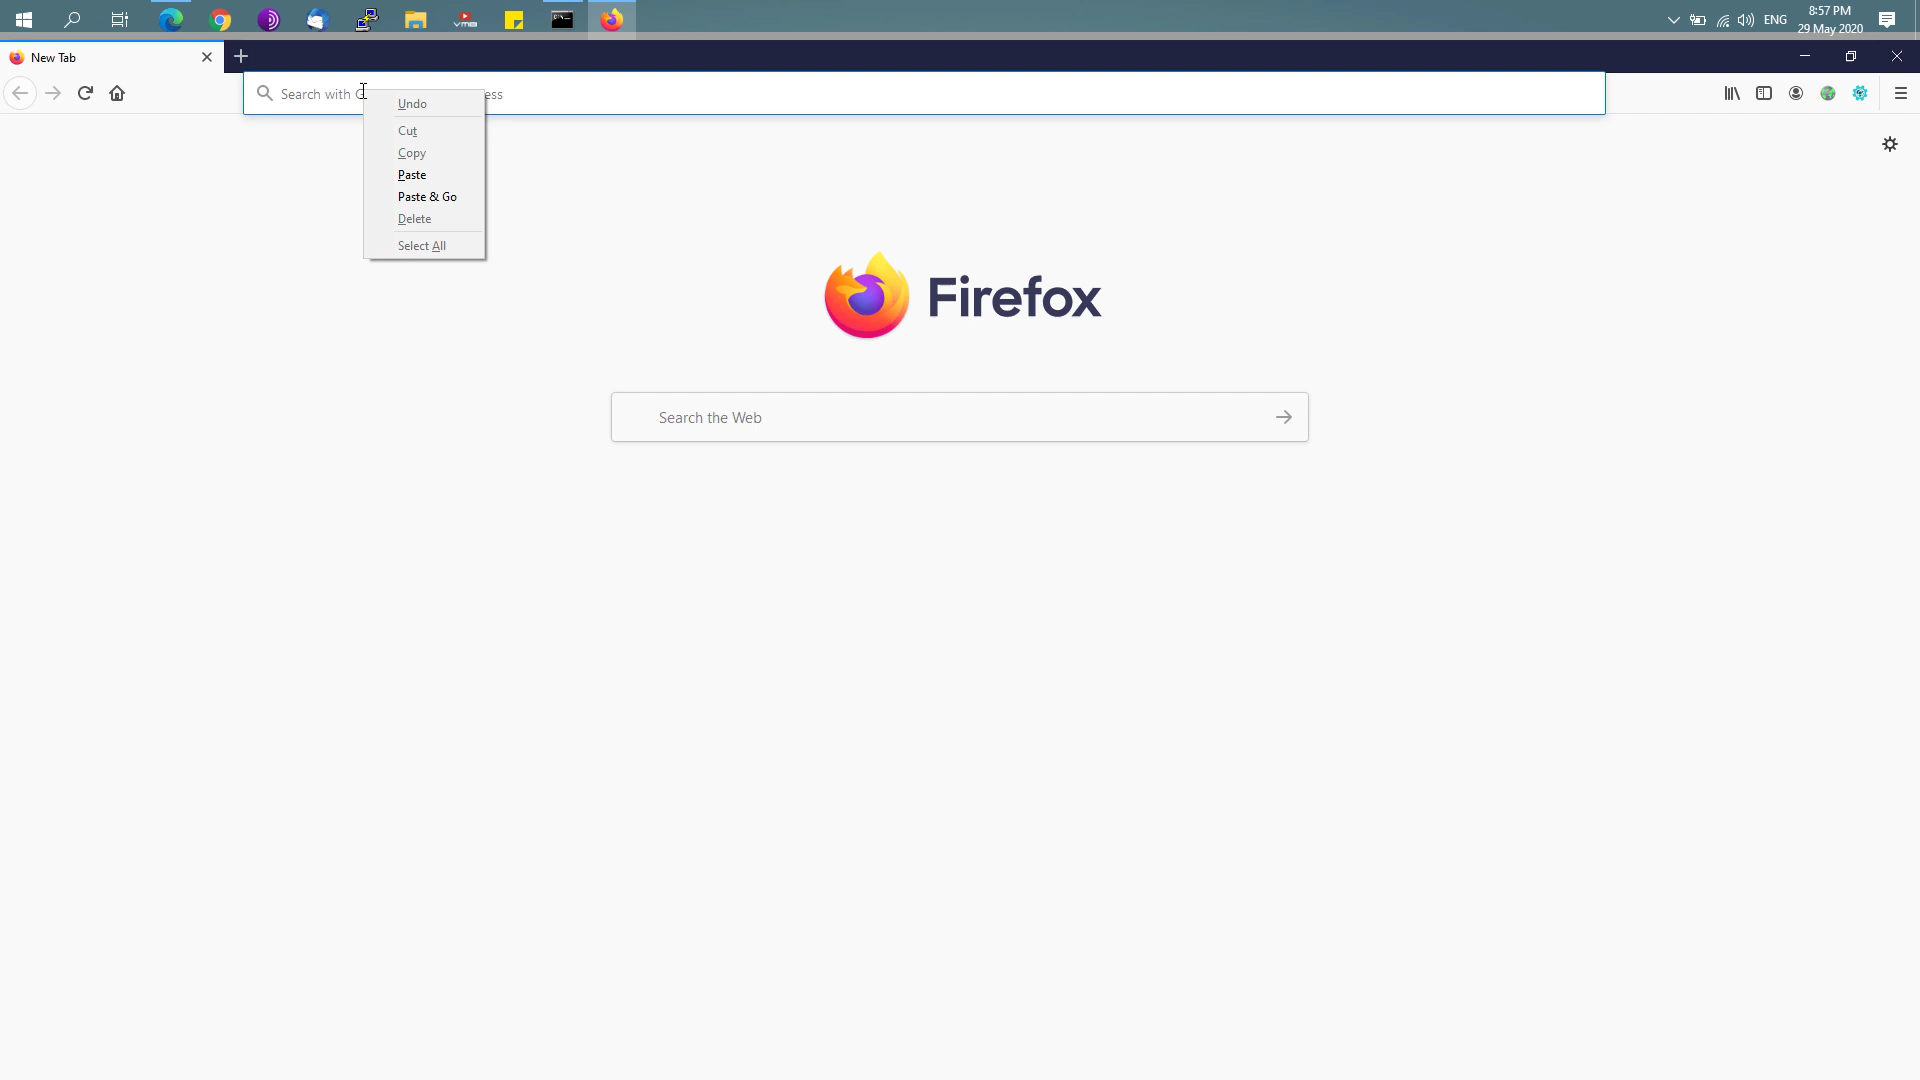 ENG
8:57 PM
29 May 2020
New Tab
Search with G
ess
Undo
Cut
Copy
Paste
Paste & Go
Delete
Select All
Firefox
Search the Web